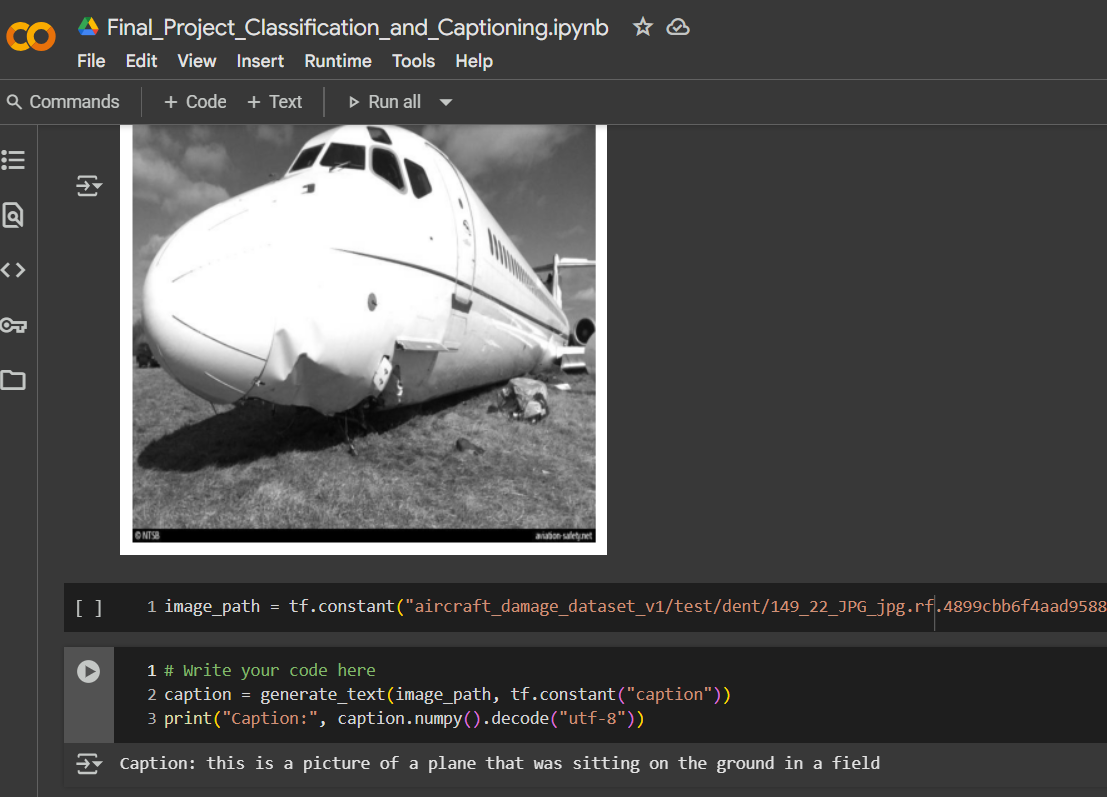 Final_Project_Classification_and_Captioning.ipynb
File Edit View Insert Runtime Tools Help
Commands + Code + Text Run all
© NTSB aviation-safety.net
[ ] 1 image_path = tf.constant("aircraft_damage_dataset_v1/test/dent/149_22_JPG_jpg.rf.4899cbb6f4aad9588
1 # Write your code here
2 caption = generate_text(image_path, tf.constant("caption"))
3 print("Caption:", caption.numpy().decode("utf-8"))
Caption: this is a picture of a plane that was sitting on the ground in a field